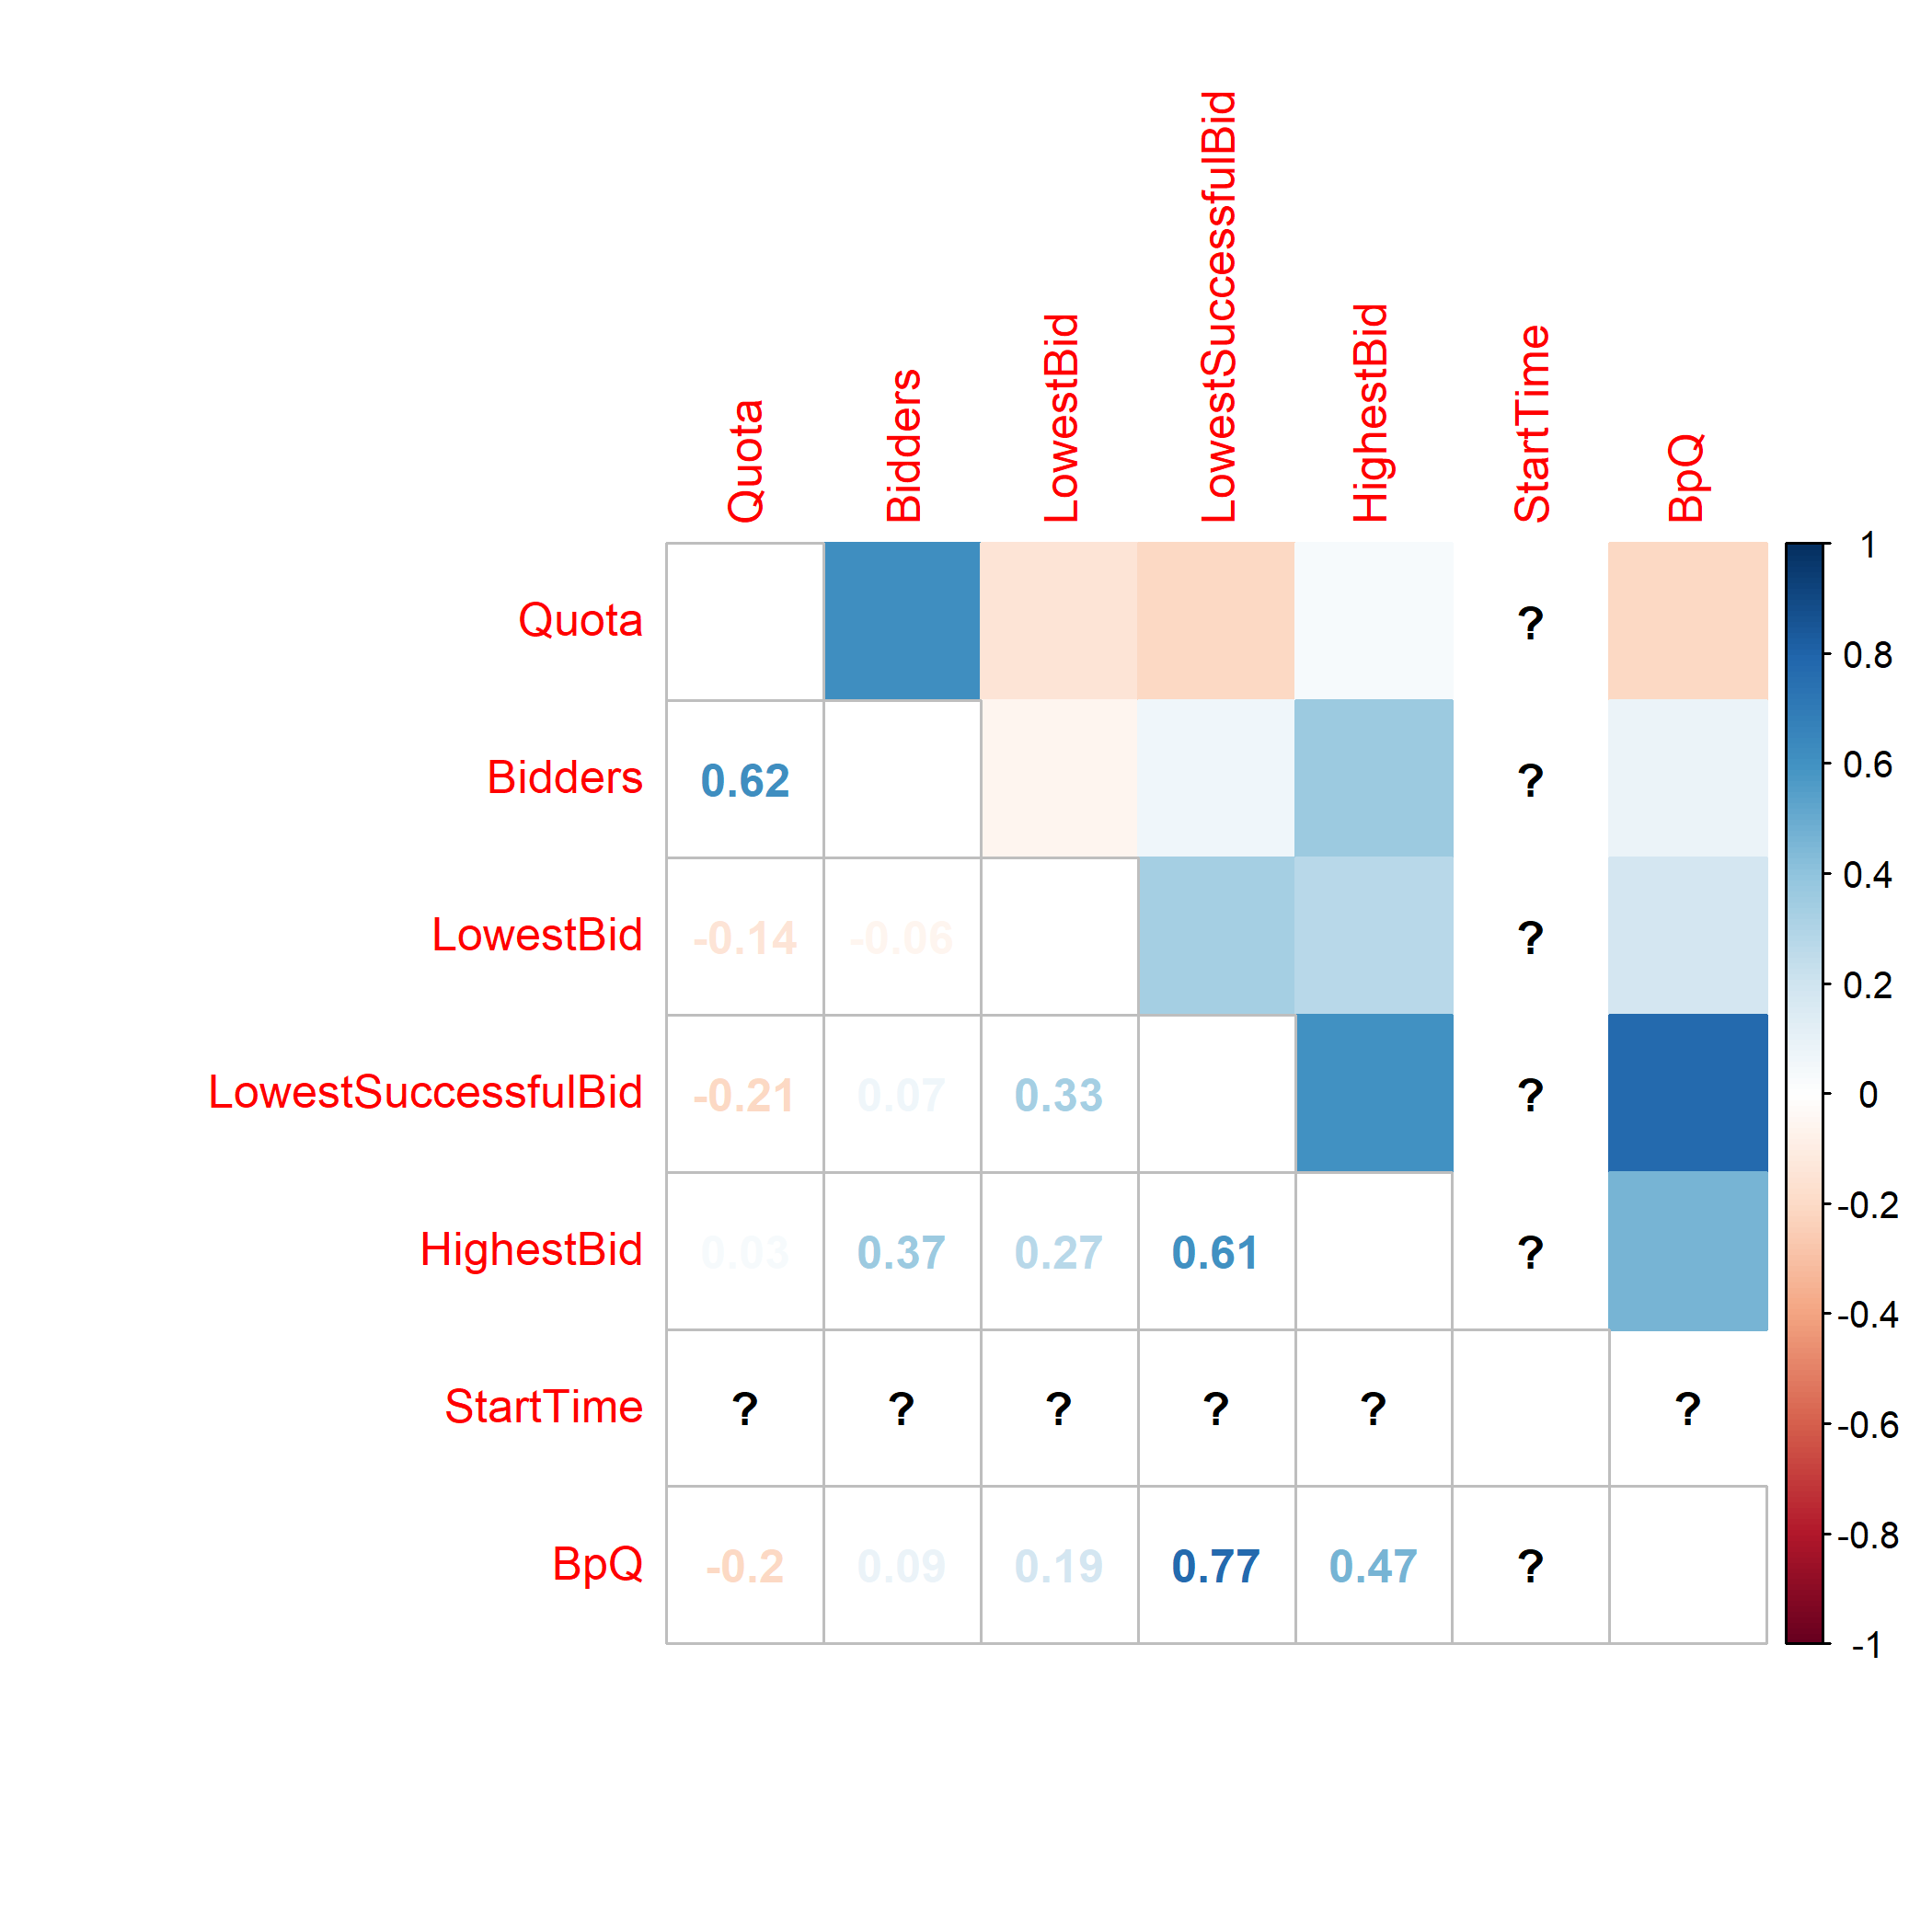 Quota
Bidders
LowestBid
LowestSuccessfulBid
HighestBid
StartTime
BpQ
Quota ? 1
Bidders 0.62 ? 0.8
0.6
LowestBid -0.14 -0.06 ? 0.4
0.2
LowestSuccessfulBid -0.21 0.07 0.33 ? 0
-0.2
HighestBid 0.03 0.37 0.27 0.61 ? -0.4
StartTime ? ? ? ? ? ? -0.6
-0.8
BpQ -0.2 0.09 0.19 0.77 0.47 ? -1